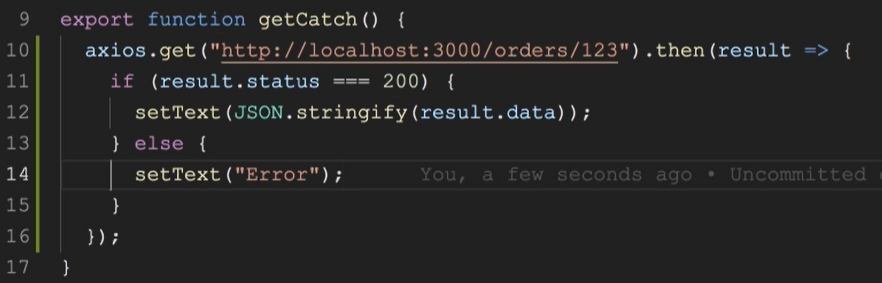 9 export function getCatch() {
10 axios.get("http://localhost:3000/orders/123").then(result => {
11 if (result.status === 200) {
12 setText(JSON.stringify(result.data));
13 } else {
14 setText("Error"); You, a few seconds ago • Uncommitted
15 }
16 });
17 }